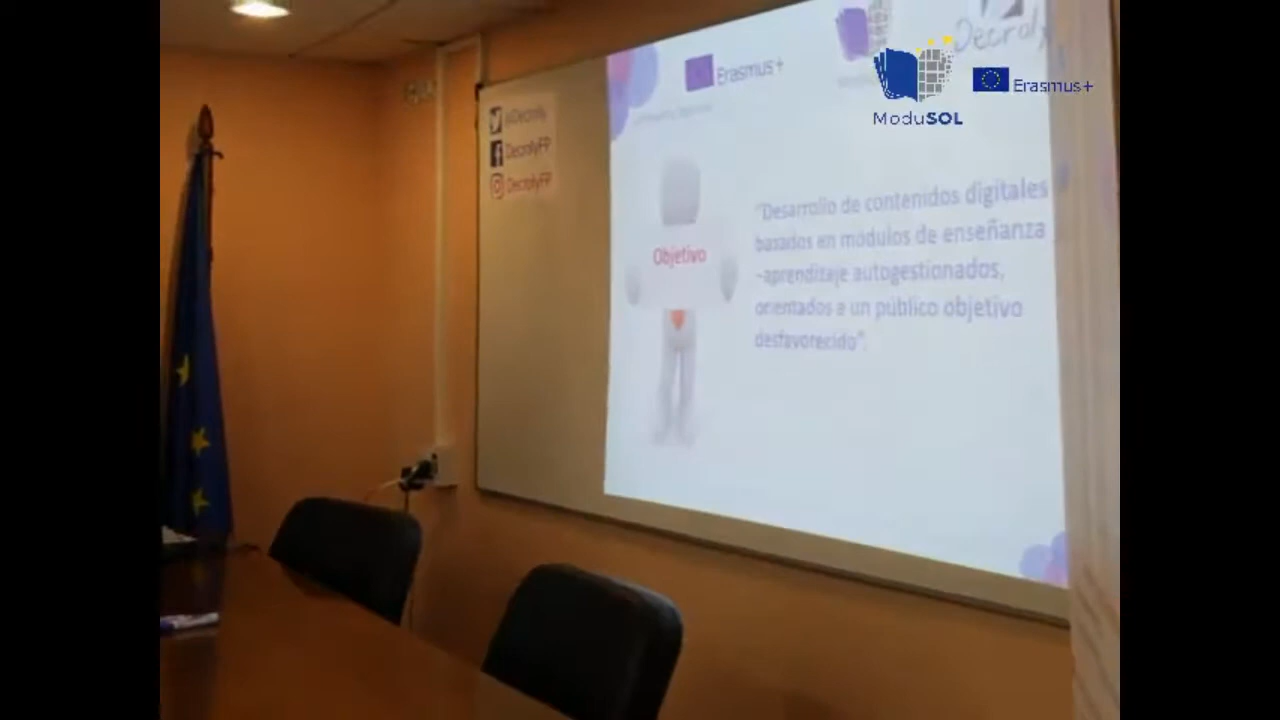 Erasmus+
Decroly
ModuSOL
Erasmus+
@Decroly
DecrolyFP
DecrolyFP
Objetivo
"Desarrollo de contenidos digitales
basados en módulos de enseñanza
-aprendizaje autogestionados,
orientados a un público objetivo
desfavorecido".